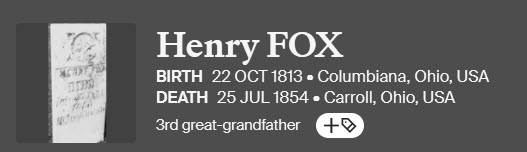 Henry FOX
BIRTH 22 OCT 1813 • Columbiana, Ohio, USA
DEATH 25 JUL 1854 • Carroll, Ohio, USA
3rd great-grandfather